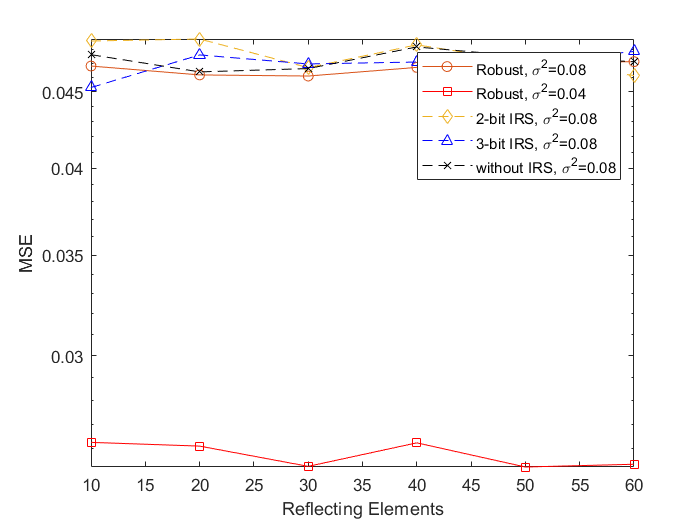 Robust, σ²=0.08
Robust, σ²=0.04
2-bit IRS, σ²=0.08
3-bit IRS, σ²=0.08
without IRS, σ²=0.08
0.045
0.04
0.035
0.03
MSE
10 15 20 25 30 35 40 45 50 55 60
Reflecting Elements